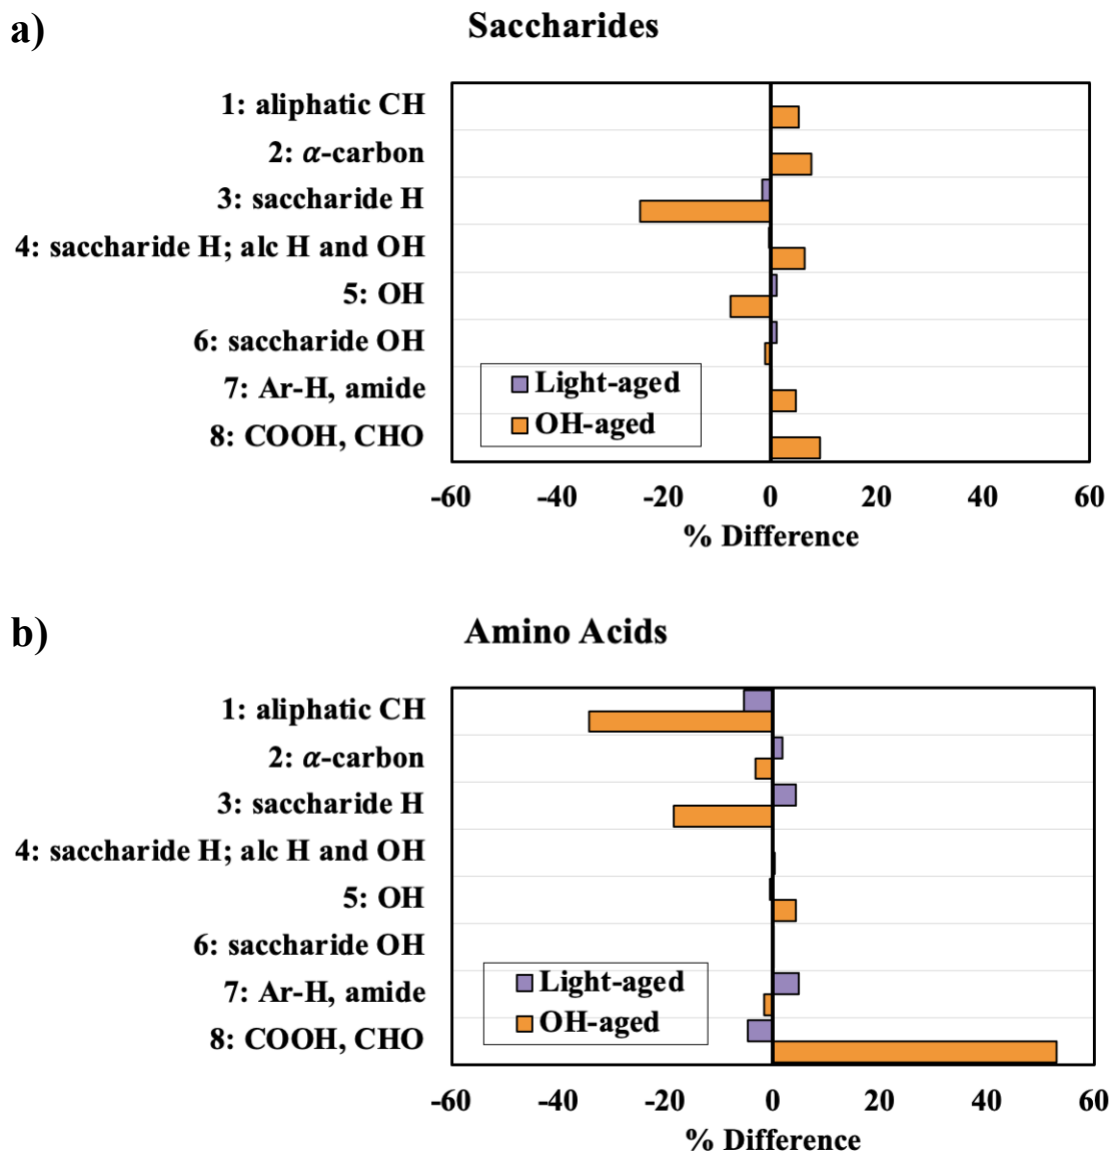 a)
Saccharides
1: aliphatic CH
2: α-carbon
3: saccharide H
4: saccharide H; alc H and OH
5: OH
6: saccharide OH
7: Ar-H, amide
8: COOH, CHO
Light-aged
OH-aged
-60 -40 -20 0 20 40 60
% Difference
b)
Amino Acids
1: aliphatic CH
2: α-carbon
3: saccharide H
4: saccharide H; alc H and OH
5: OH
6: saccharide OH
7: Ar-H, amide
8: COOH, CHO
Light-aged
OH-aged
-60 -40 -20 0 20 40 60
% Difference